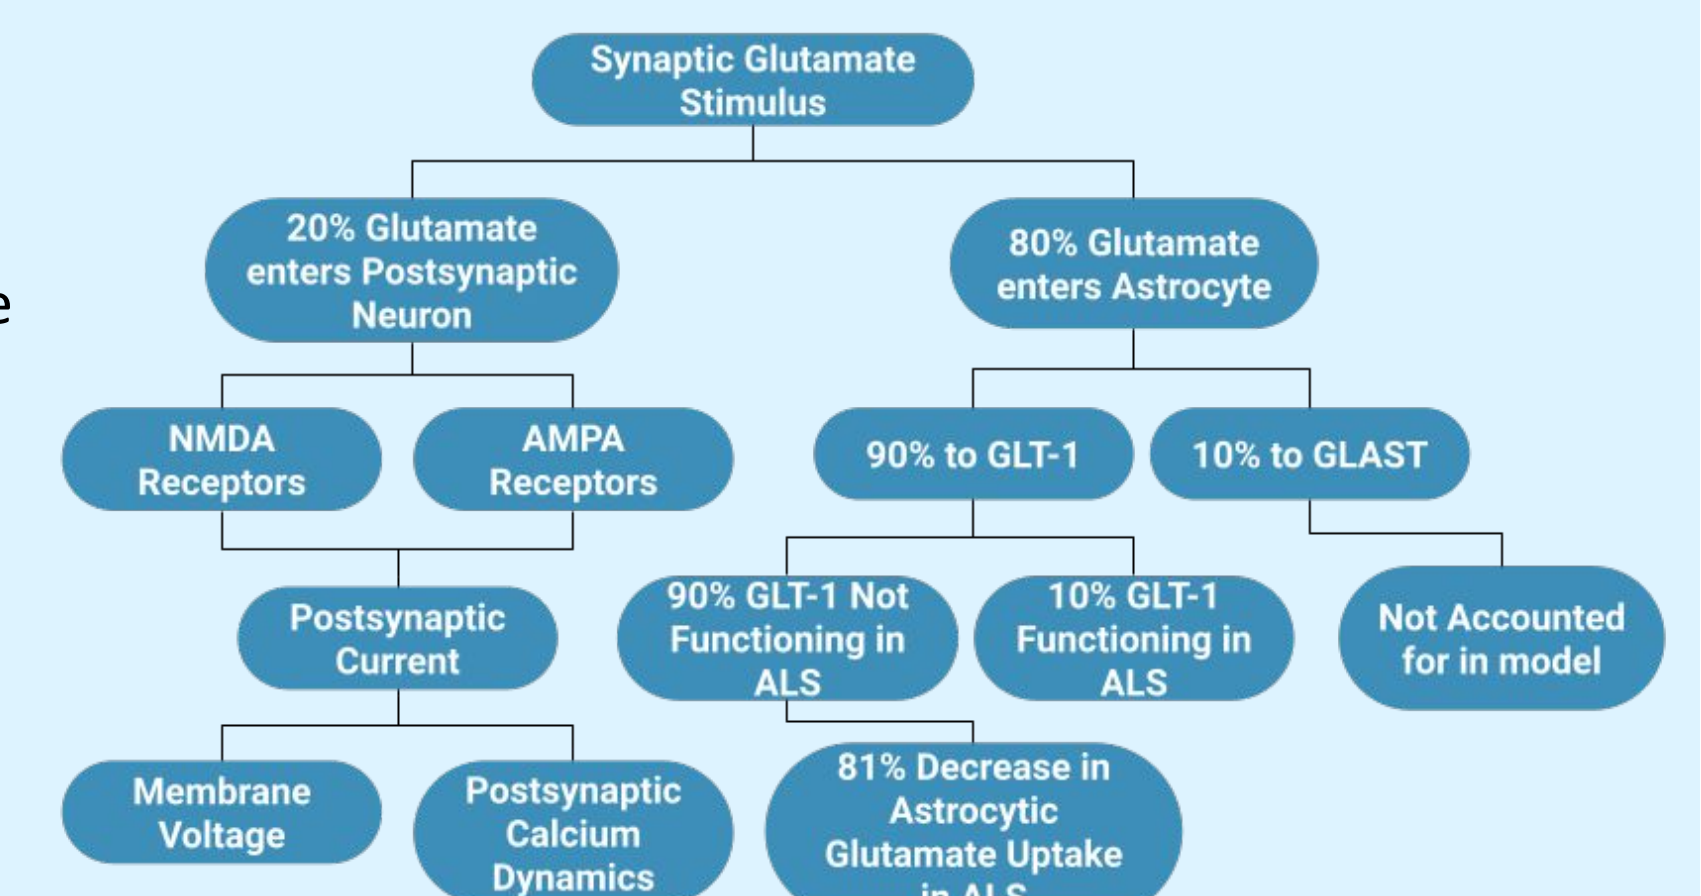 Synaptic Glutamate
Stimulus
20% Glutamate
enters Postsynaptic
Neuron
80% Glutamate
enters Astrocyte
e
NMDA
Receptors
AMPA
Receptors
90% to GLT-1
10% to GLAST
Postsynaptic
Current
90% GLT-1 Not
Functioning in
ALS
10% GLT-1
Functioning in
ALS
Not Accounted
for in model
Membrane
Voltage
Postsynaptic
Calcium
Dynamics
81% Decrease in
Astrocytic
Glutamate Uptake
in ALS